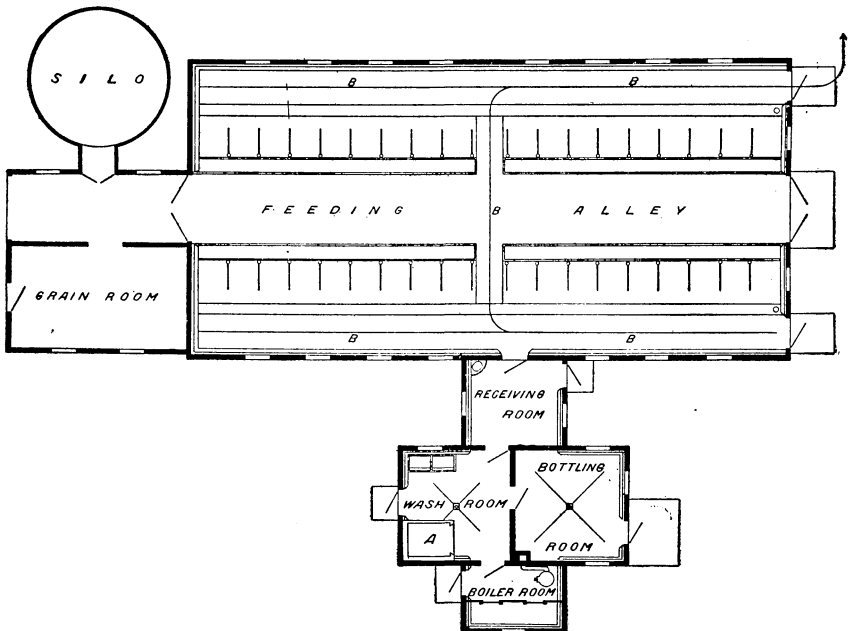 SILO
B B
FEEDING B ALLEY
GRAIN ROOM
B B
RECEIVING
ROOM
BOTTLING
WASH ROOM
A
ROOM
BOILER ROOM